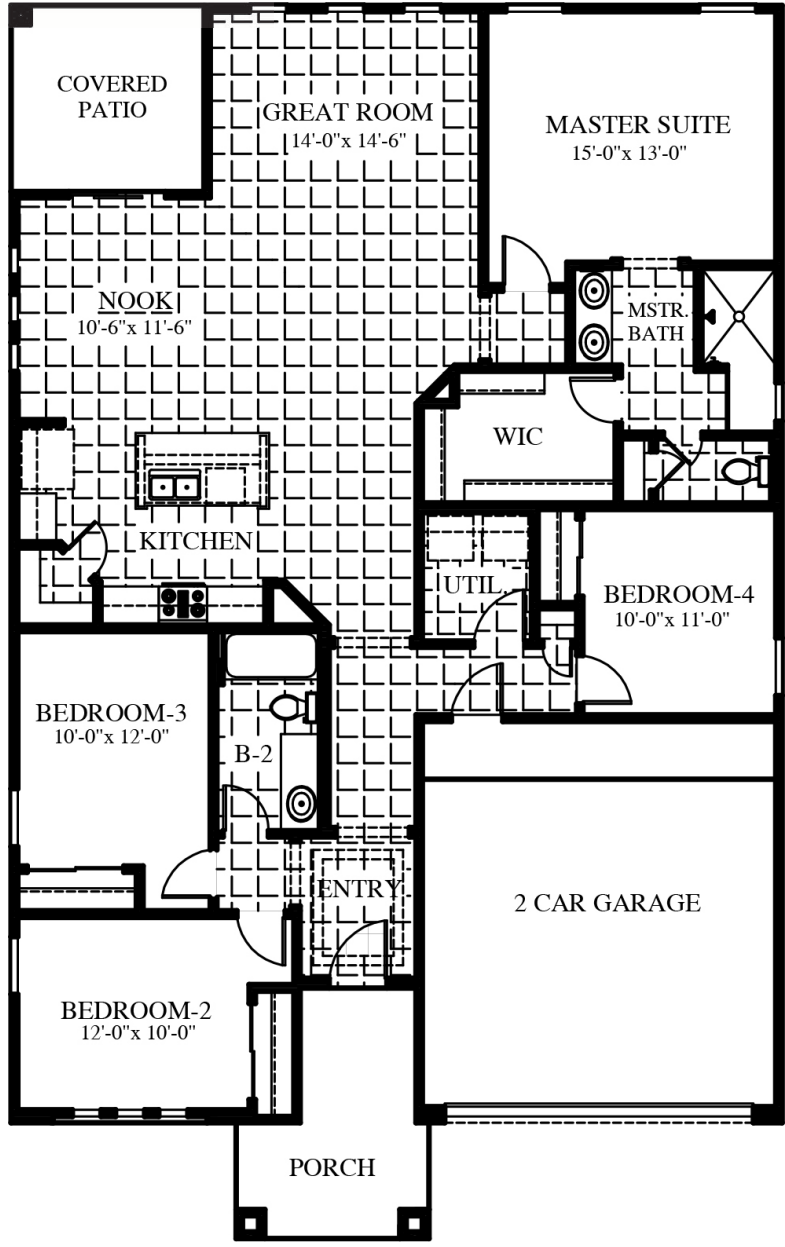 COVERED
PATIO
GREAT ROOM
14'-0"x 14'-6"
MASTER SUITE
15'-0"x 13'-0"
NOOK
10'-6"x 11'-6"
MSTR.
BATH
WIC
KITCHEN
UTIL.
BEDROOM-4
10'-0"x 11'-0"
BEDROOM-3
10'-0"x 12'-0"
B-2
ENTRY
2 CAR GARAGE
BEDROOM-2
12'-0"x 10'-0"
PORCH